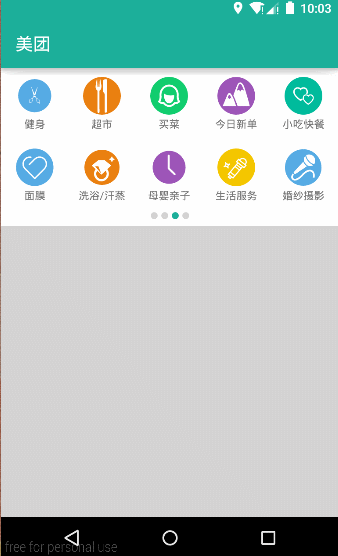 10:03
美团
健身 超市 买菜 今日新单 小吃快餐
面膜 洗浴/汗蒸 母婴亲子 生活服务 婚纱摄影
free for personal use